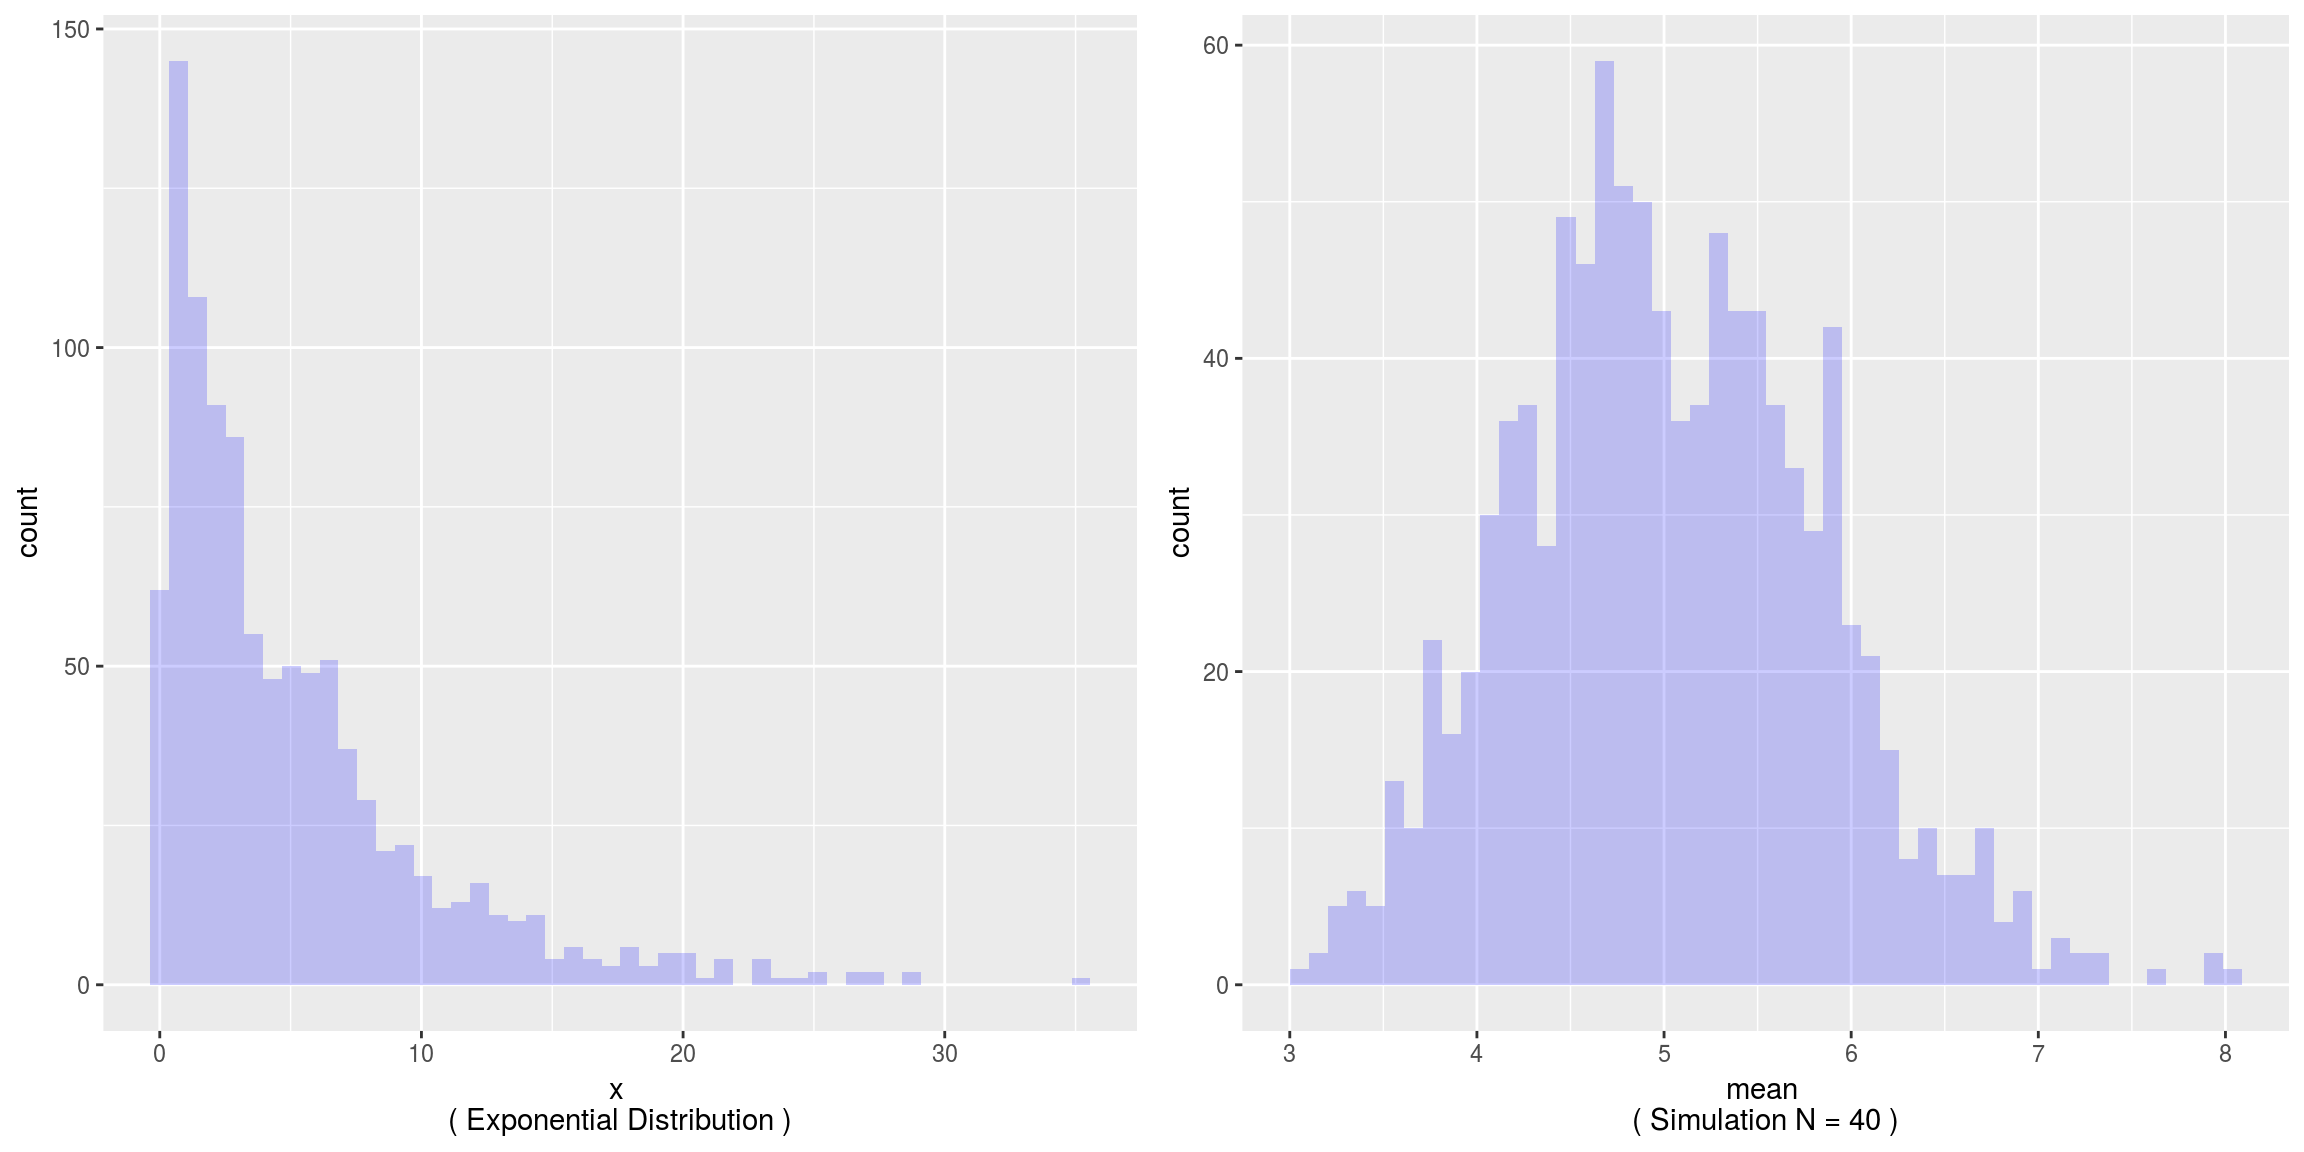 150
100
50
0
count
0 10 20 30
x
( Exponential Distribution )
60
40
20
0
count
3 4 5 6 7 8
mean
( Simulation N = 40 )